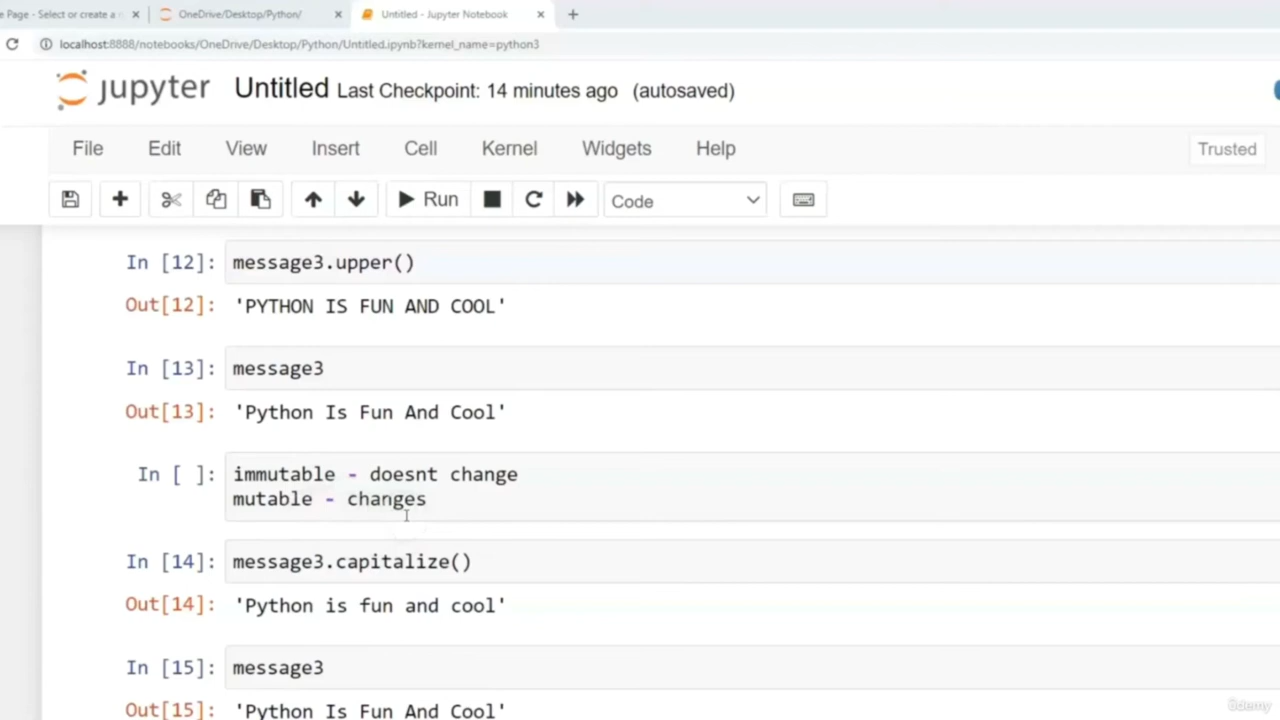 e Page - Select or create a n
OneDrive/Desktop/Python/
Untitled - Jupyter Notebook
localhost:8888/notebooks/OneDrive/Desktop/Python/Untitled.ipynb?kernel_name=python3
jupyter Untitled Last Checkpoint: 14 minutes ago (autosaved)
File Edit View Insert Cell Kernel Widgets Help Trusted
Run Code
In [12]: message3.upper()
Out[12]: 'PYTHON IS FUN AND COOL'
In [13]: message3
Out[13]: 'Python Is Fun And Cool'
In [ ]: immutable - doesnt change
mutable - changes
In [14]: message3.capitalize()
Out[14]: 'Python is fun and cool'
In [15]: message3
Out[15]: 'Python Is Fun And Cool'
ûdemy